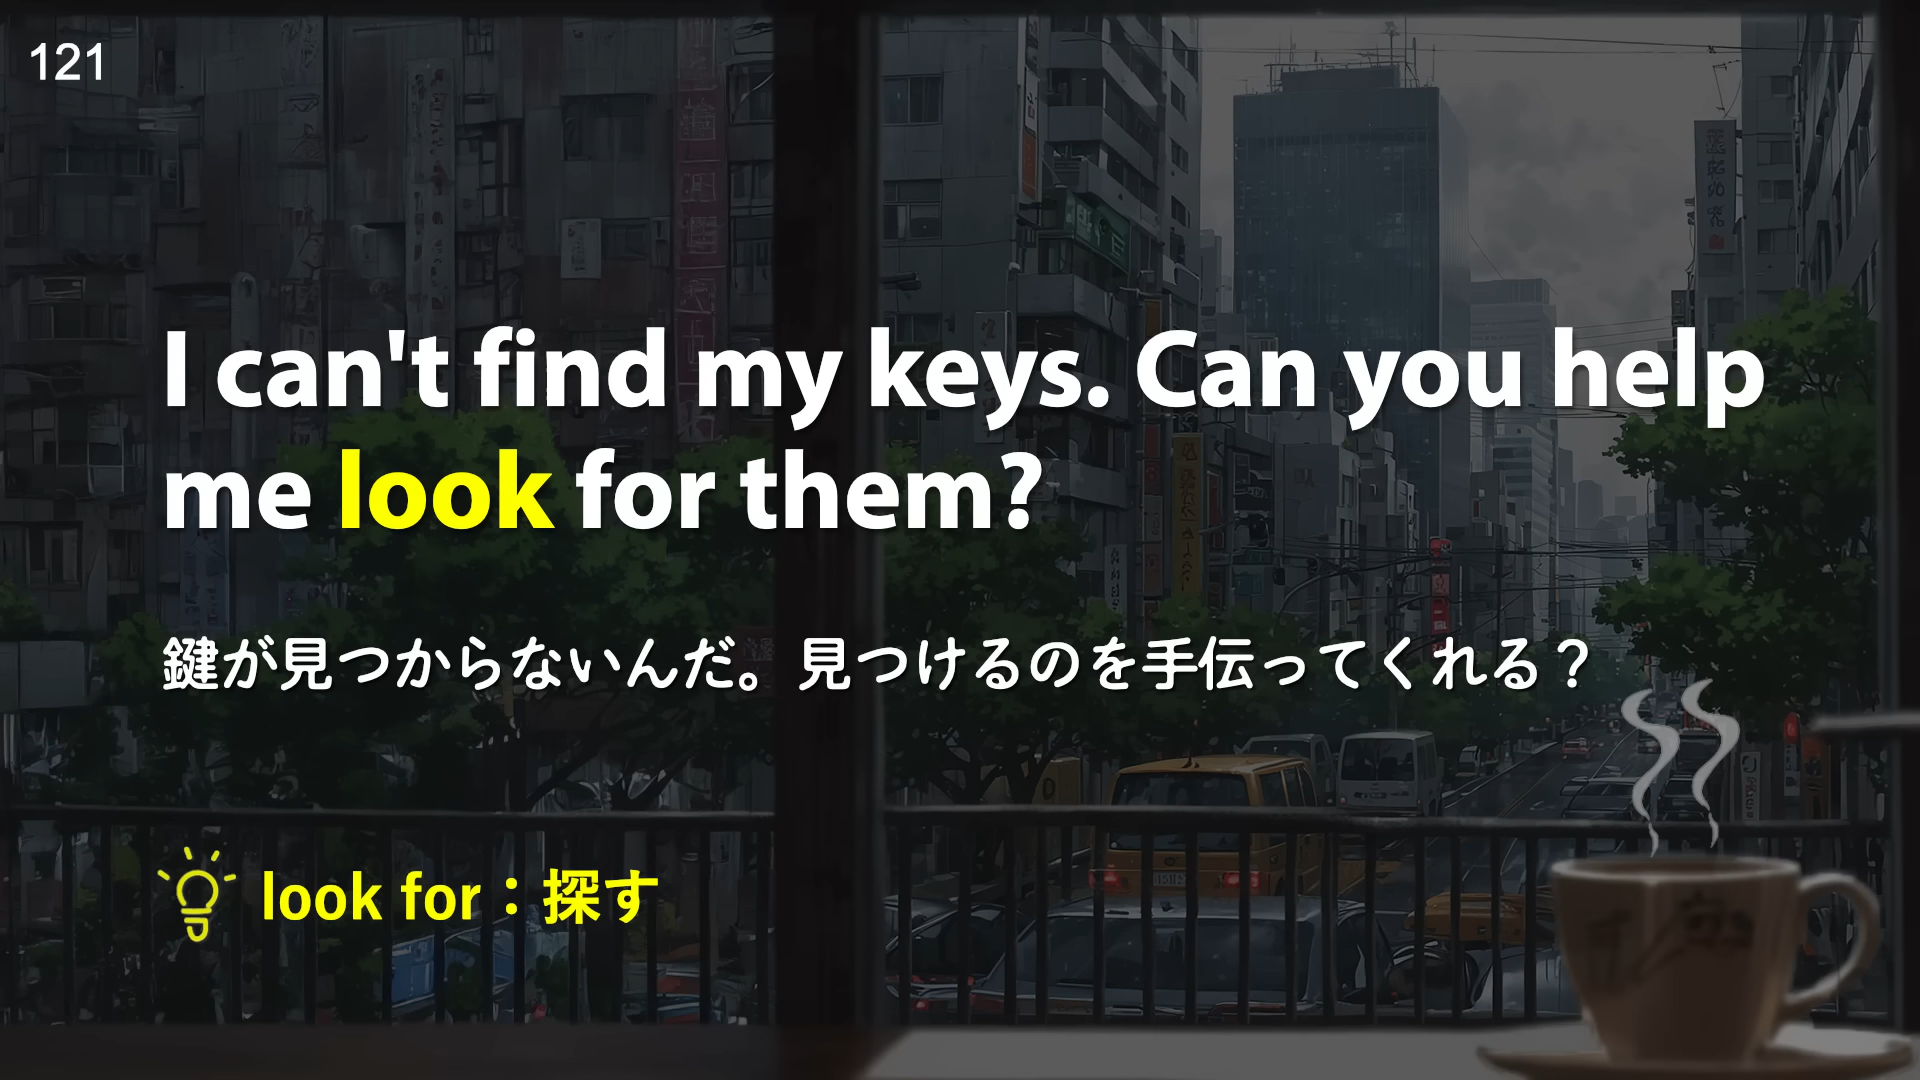 121
I can't find my keys. Can you help
me look for them?
鍵が見つからないんだ。見つけるのを手伝ってくれる？
look for：探す